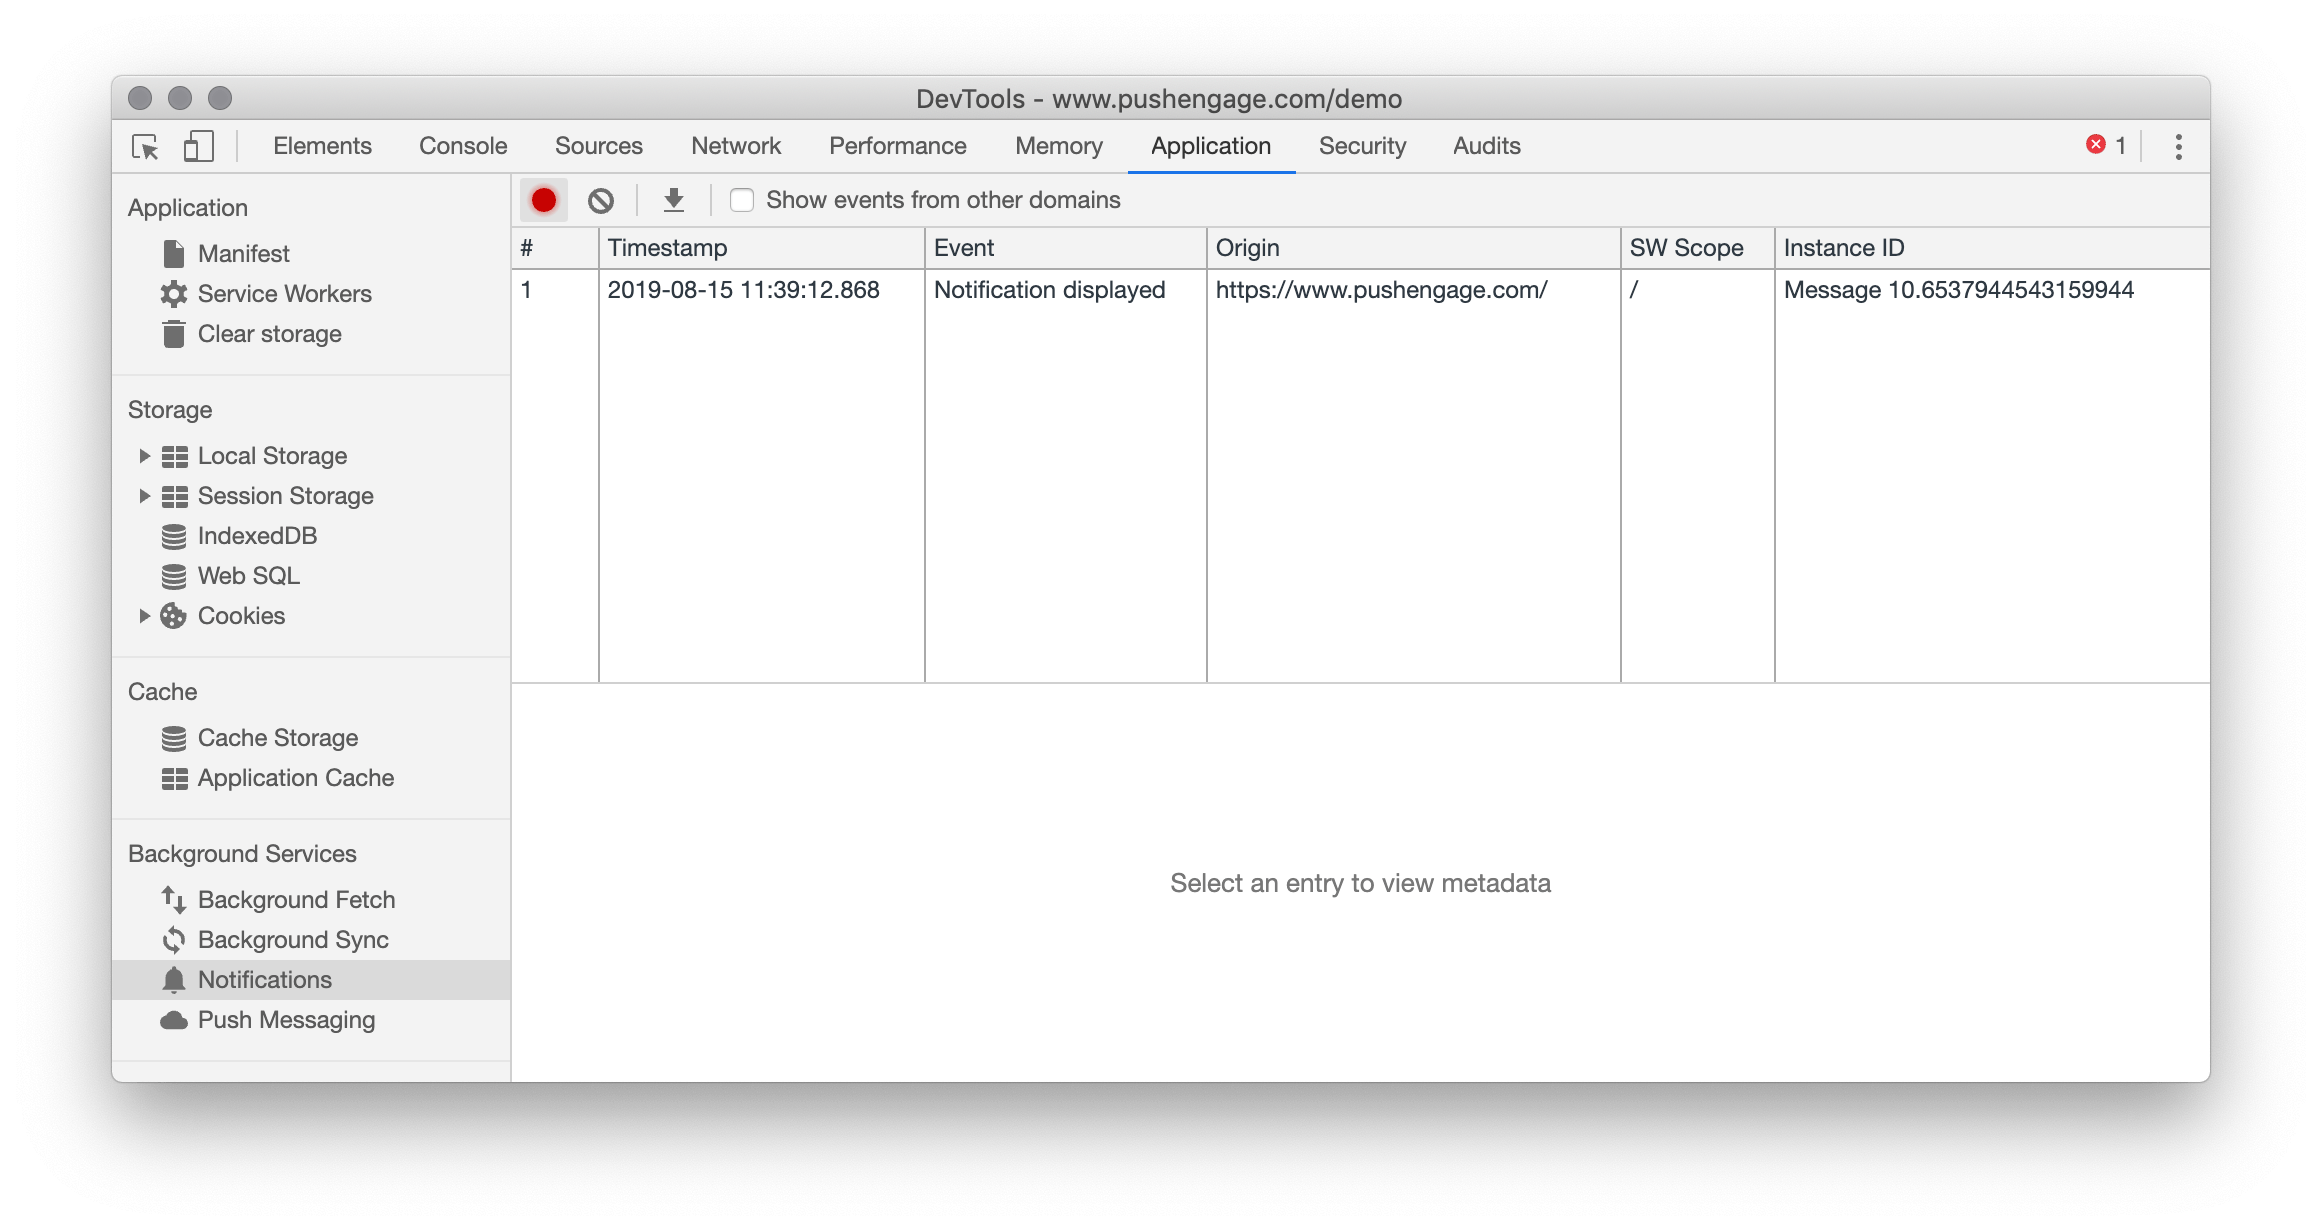 DevTools - www.pushengage.com/demo
Elements Console Sources Network Performance Memory Application Security Audits 1
Application
Manifest
Service Workers
Clear storage
Storage
Local Storage
Session Storage
IndexedDB
Web SQL
Cookies
Cache
Cache Storage
Application Cache
Background Services
Background Fetch
Background Sync
Notifications
Push Messaging
Show events from other domains
# Timestamp Event Origin SW Scope Instance ID
1 2019-08-15 11:39:12.868 Notification displayed https://www.pushengage.com/ / Message 10.6537944543159944
Select an entry to view metadata